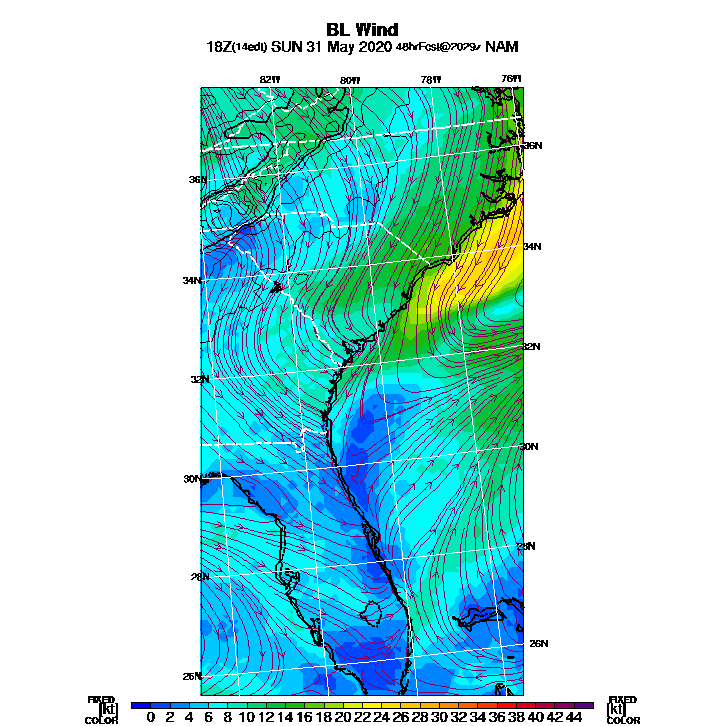 BL Wind
18Z(14edt) SUN 31 May 2020 48hrFcst@2029z NAM
82W 80W 78W 76W
36N
36N
34N
34N
32N
32N
30N
30N
28N
28N
26N
26N
FIXED FIXED
[kt] 0 2 4 6 8 10 12 14 16 18 20 22 24 26 28 30 32 34 36 38 40 42 44 [kt]
COLOR COLOR